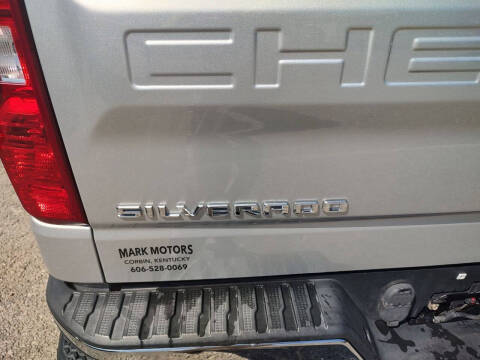 CHE
SILVERADO
MARK MOTORS
CORBIN, KENTUCKY
606-528-0069